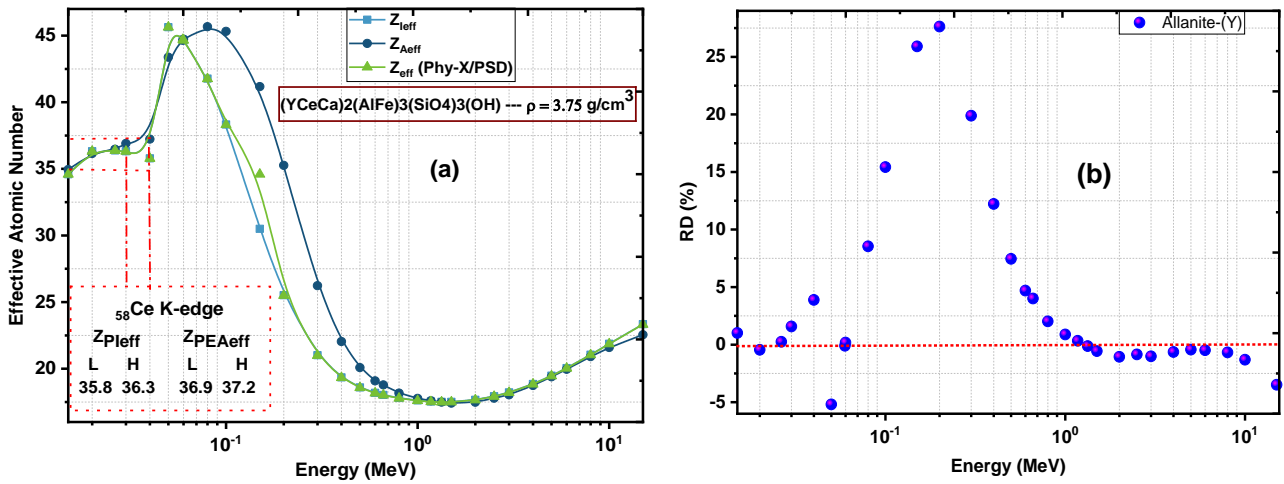 Z_Ieff
Z_Aeff
Z_eff (Phy-X/PSD)
(YCeCa)2(AlFe)3(SiO4)3(OH) --- ρ = 3.75 g/cm^3
(a)
Effective Atomic Number
45
40
35
30
25
20
₅₈Ce K-edge
Z_PIeff Z_PEAeff
L H L H
35.8 36.3 36.9 37.2
10^-1 10^0 10^1
Energy (MeV)
Allanite-(Y)
(b)
RD (%)
25
20
15
10
5
0
-5
10^-1 10^0 10^1
Energy (MeV)